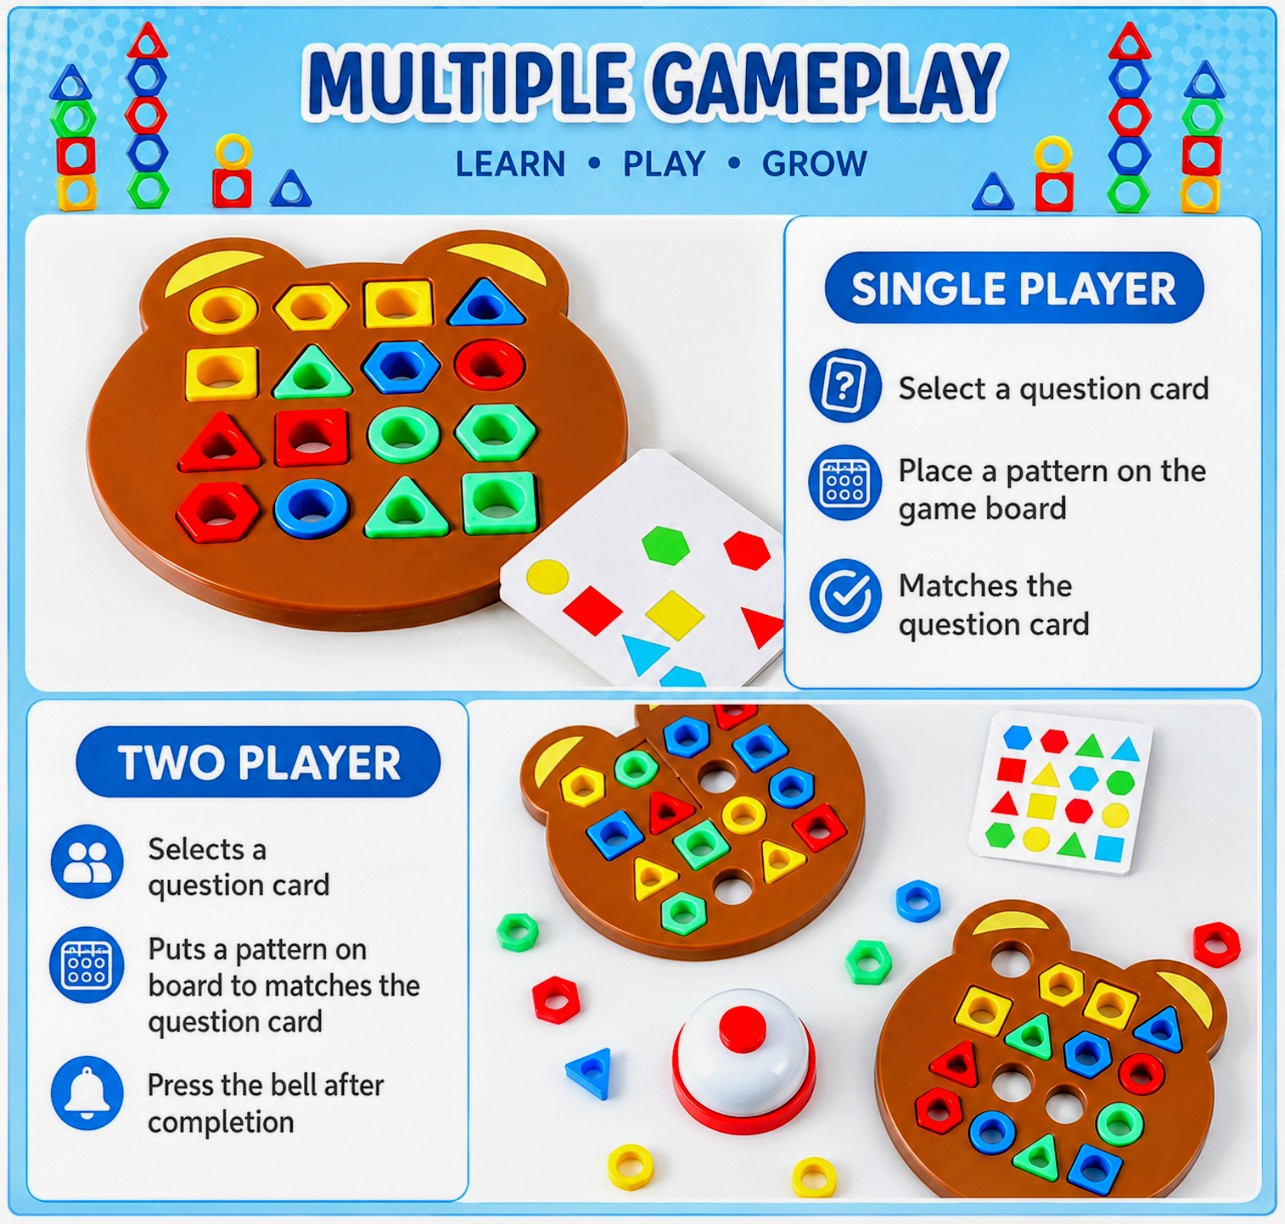 MULTIPLE GAMEPLAY
LEARN • PLAY • GROW
SINGLE PLAYER
?
Select a question card
Place a pattern on the
game board
Matches the
question card
TWO PLAYER
Selects a
question card
Puts a pattern on
board to matches the
question card
Press the bell after
completion